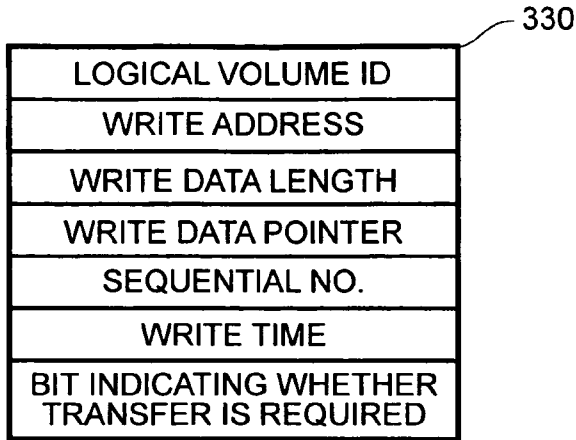 330
LOGICAL VOLUME ID
WRITE ADDRESS
WRITE DATA LENGTH
WRITE DATA POINTER
SEQUENTIAL NO.
WRITE TIME
BIT INDICATING WHETHER
TRANSFER IS REQUIRED